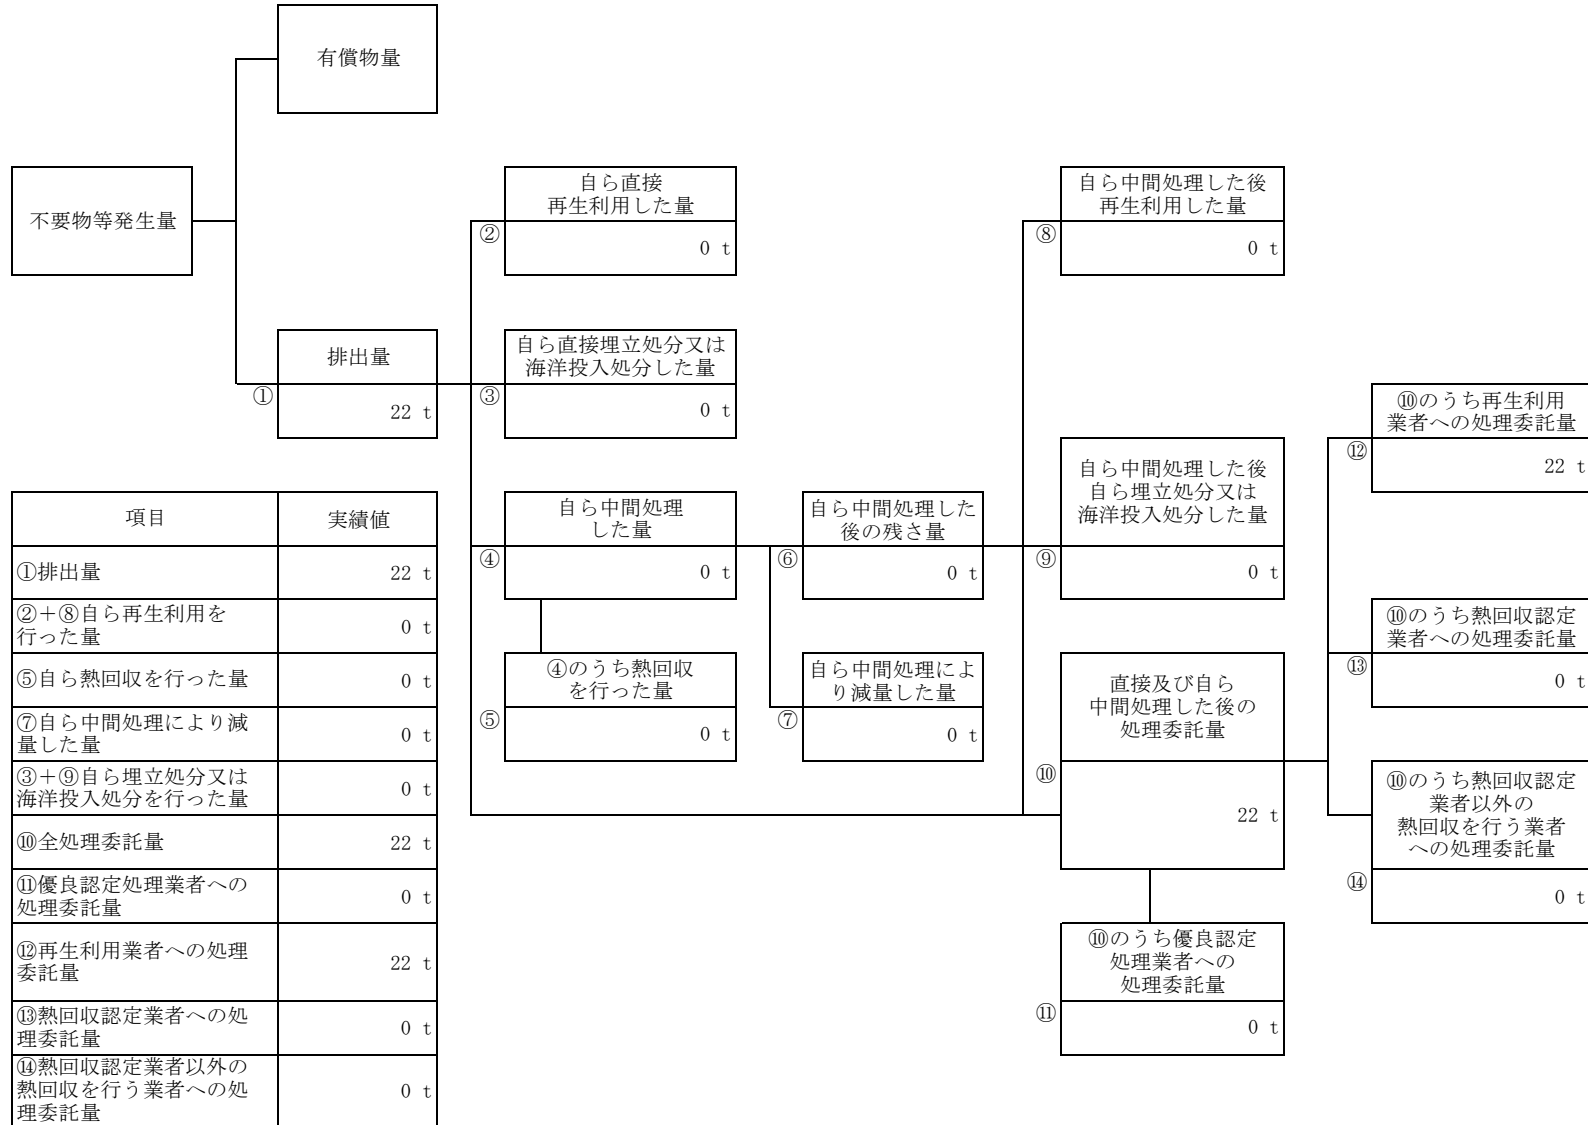 有償物量
不要物等発生量
排出量
①
22 t
自ら直接
再生利用した量
②
0 t
自ら直接埋立処分又は
海洋投入処分した量
③
0 t
自ら中間処理
した量
④
0 t
④のうち熱回収
を行った量
⑤
0 t
自ら中間処理した
後の残さ量
⑥
0 t
自ら中間処理によ
り減量した量
⑦
0 t
自ら中間処理した後
再生利用した量
⑧
0 t
自ら中間処理した後
自ら埋立処分又は
海洋投入処分した量
⑨
0 t
直接及び自ら
中間処理した後の
処理委託量
⑩
22 t
⑩のうち優良認定
処理業者への
処理委託量
⑪
0 t
⑩のうち再生利用
業者への処理委託量
⑫
22 t
⑩のうち熱回収認定
業者への処理委託量
⑬
0 t
⑩のうち熱回収認定
業者以外の
熱回収を行う業者
への処理委託量
⑭
0 t
項目 実績値
①排出量 22 t
②＋⑧自ら再生利用を
行った量 0 t
⑤自ら熱回収を行った量 0 t
⑦自ら中間処理により減
量した量 0 t
③＋⑨自ら埋立処分又は
海洋投入処分を行った量 0 t
⑩全処理委託量 22 t
⑪優良認定処理業者への
処理委託量 0 t
⑫再生利用業者への処理
委託量 22 t
⑬熱回収認定業者への処
理委託量 0 t
⑭熱回収認定業者以外の
熱回収を行う業者への処
理委託量 0 t